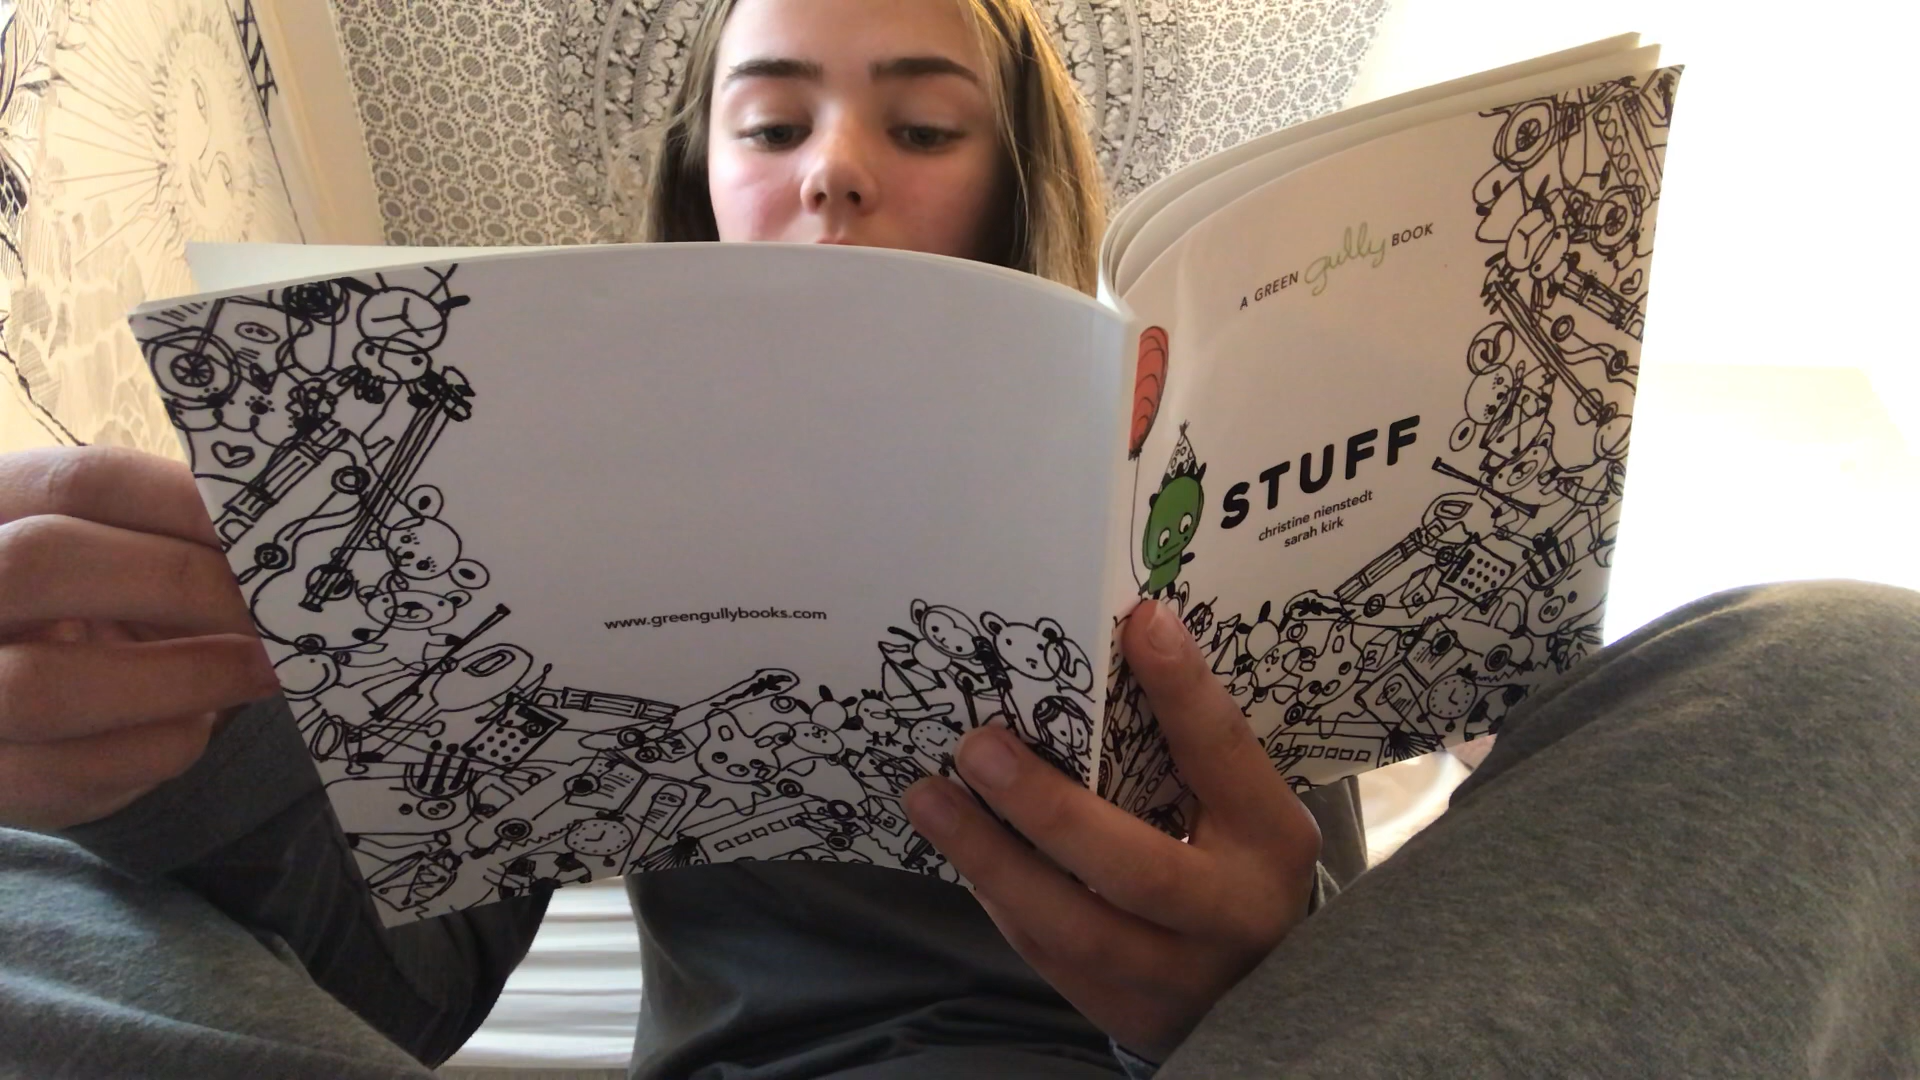 www.greengullybooks.com
A GREEN gully BOOK
STUFF
christine nienstedt
sarah kirk